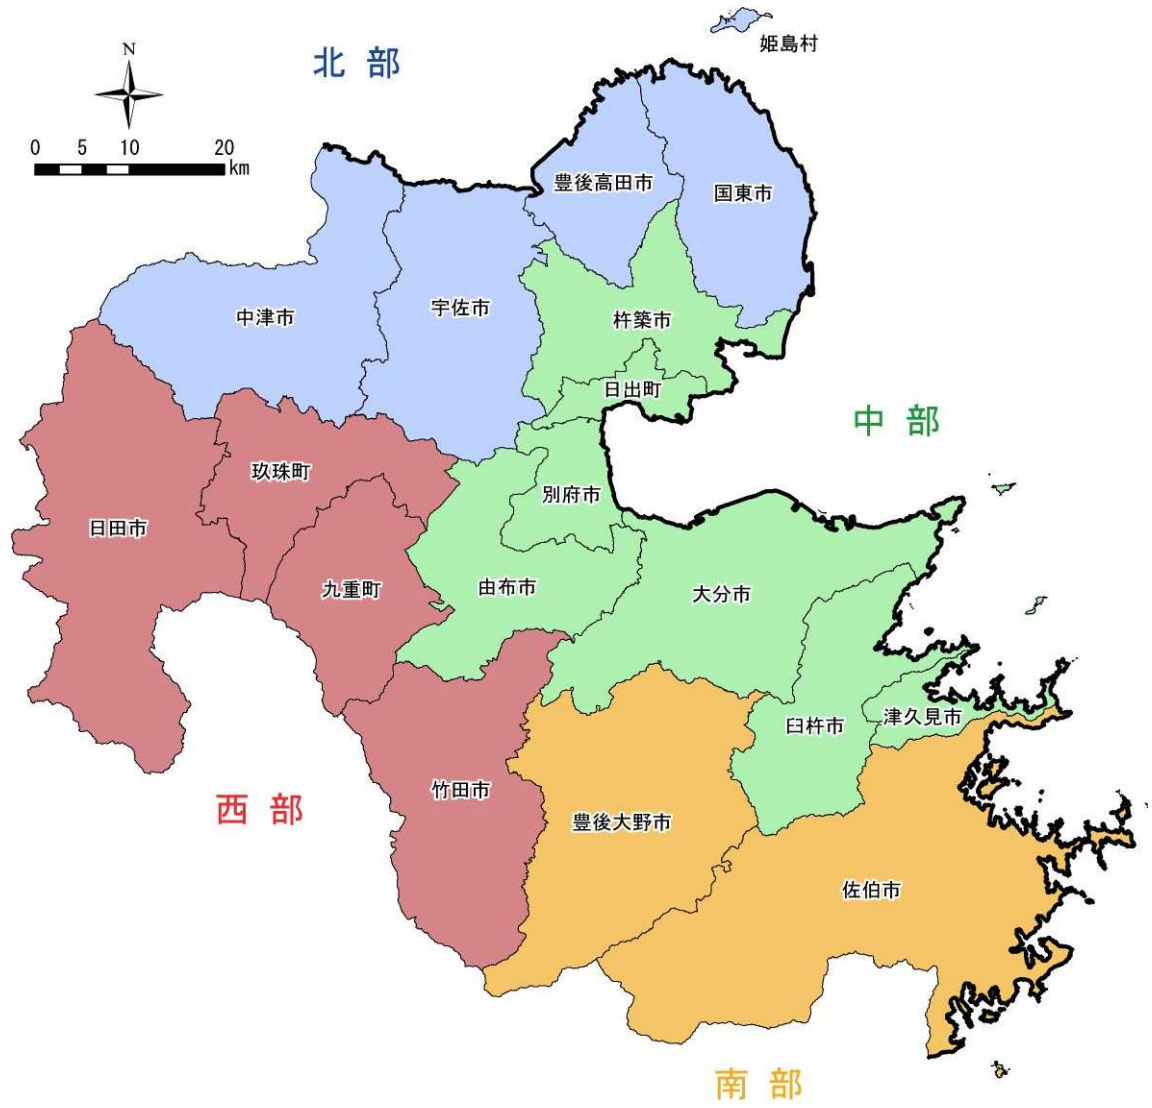 姫島村
北部
N
0 5 10 20
km
豊後高田市
国東市
中津市
宇佐市
杵築市
日出町
中部
玖珠町
別府市
日田市
九重町
由布市
大分市
津久見市
臼杵市
竹田市
西部
豊後大野市
佐伯市
南部